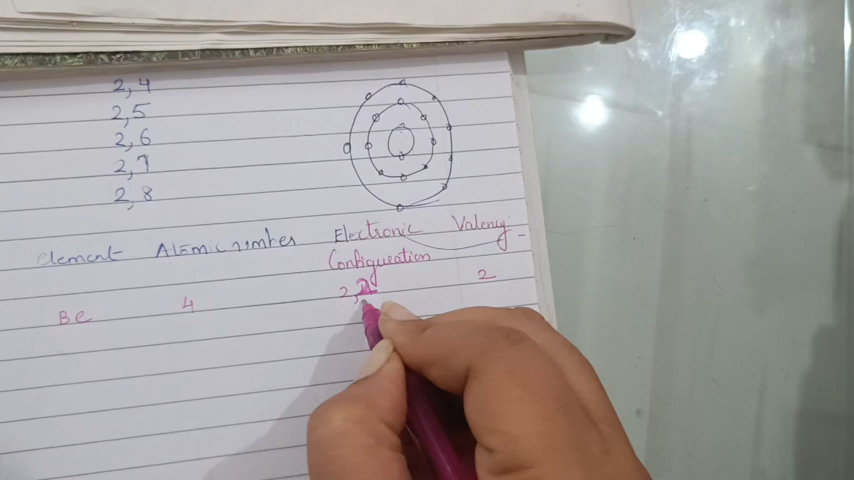 2, 4
2, 5
2, 6
2, 7
2, 8
Element Atomic number Electronic Configuration Valency
Be 4 2, 2 2